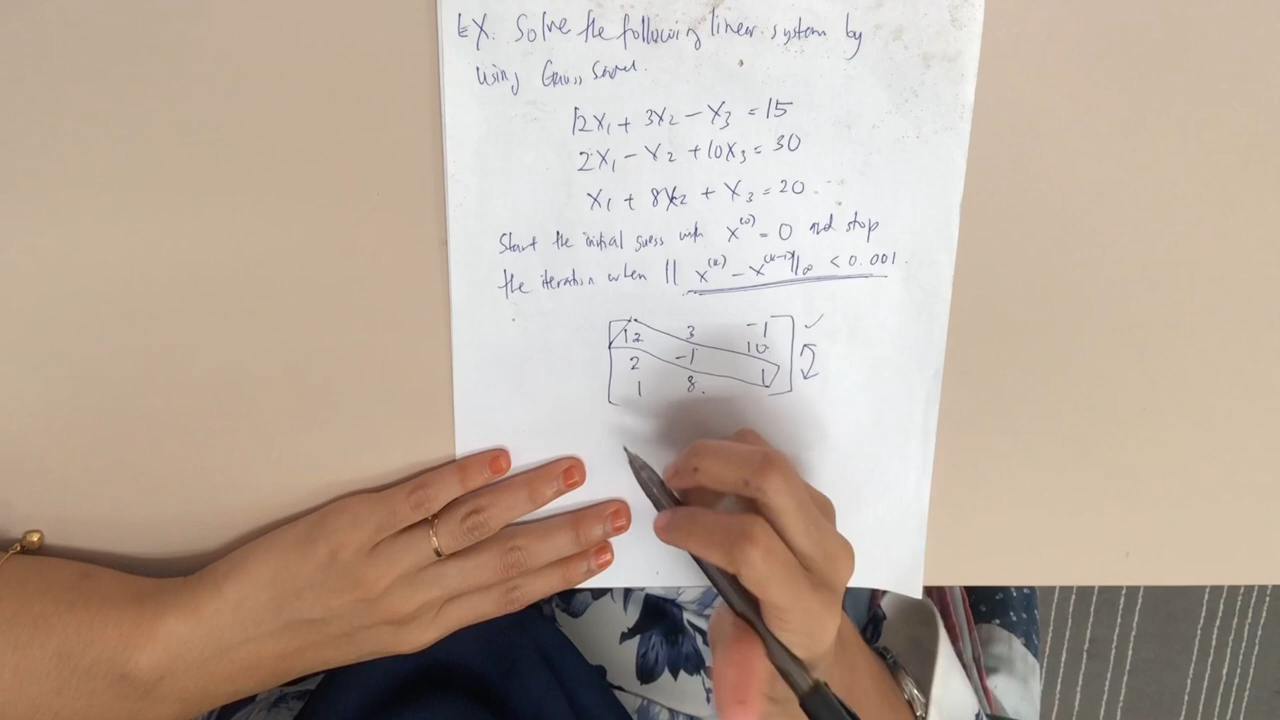 EX. Solve the following linear system by
using Gauss Seidel.
12X₁ + 3X₂ − X₃ = 15
2X₁ − X₂ + 10X₃ = 30
X₁ + 8X₂ + X₃ = 20.
Start the initial guess with X⁽⁰⁾ = 0 and stop
the iteration when || X⁽ᵏ⁾ − X⁽ᵏ⁻¹⁾||∞ < 0.001.
12 3 −1 ✓
2 −1 10
1 8. 1